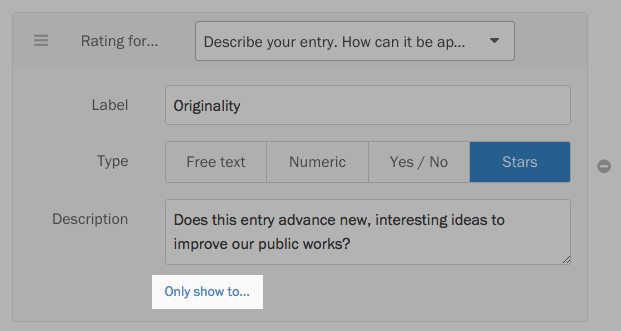 Rating for...
Describe your entry. How can it be ap...
Label
Originality
Type
Free text
Numeric
Yes / No
Stars
Description
Does this entry advance new, interesting ideas to
improve our public works?
Only show to...